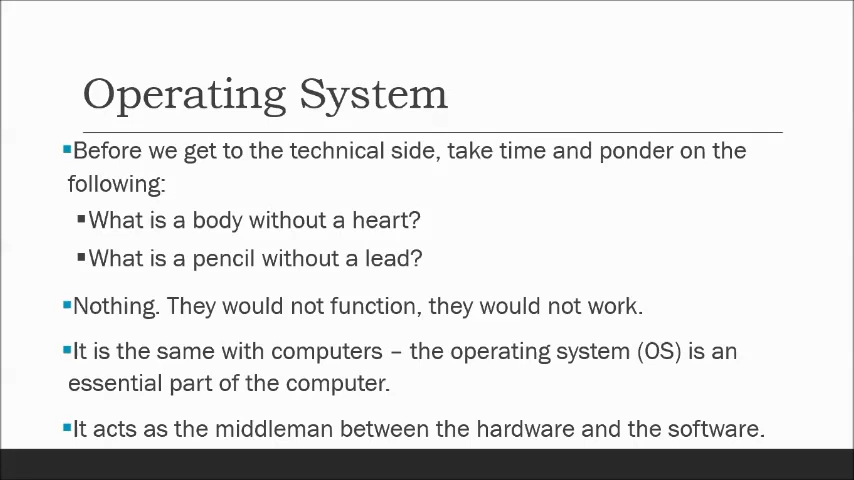 Operating System
▪Before we get to the technical side, take time and ponder on the
following:
▪What is a body without a heart?
▪What is a pencil without a lead?
▪Nothing. They would not function, they would not work.
▪It is the same with computers – the operating system (OS) is an
essential part of the computer.
▪It acts as the middleman between the hardware and the software.